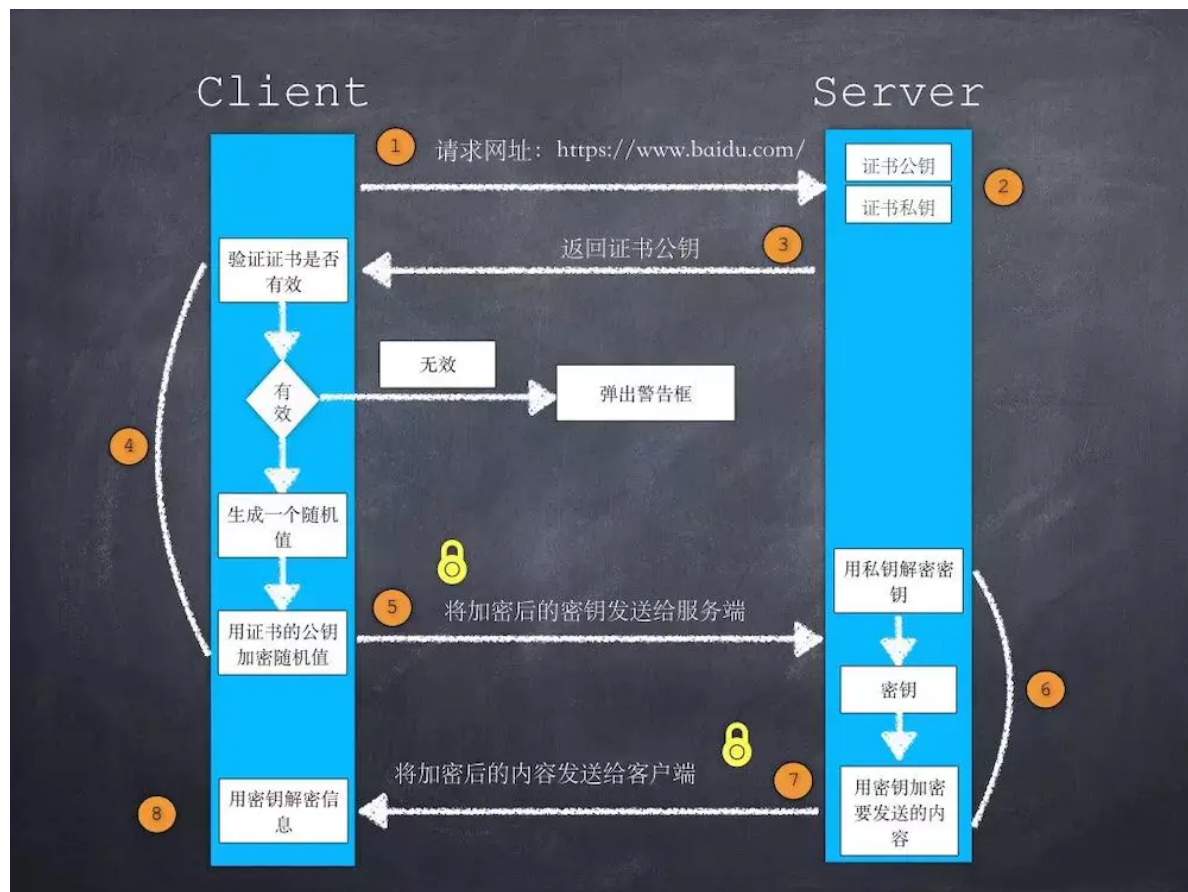 Client
Server
1
请求网址：https://www.baidu.com/
证书公钥
2
证书私钥
返回证书公钥
3
验证证书是否
有效
无效
有
效
弹出警告框
4
生成一个随机
值
用私钥解密密
钥
5
将加密后的密钥发送给服务端
用证书的公钥
加密随机值
密钥
6
将加密后的内容发送给客户端
7
用密钥加密
要发送的内
容
8
用密钥解密信
息